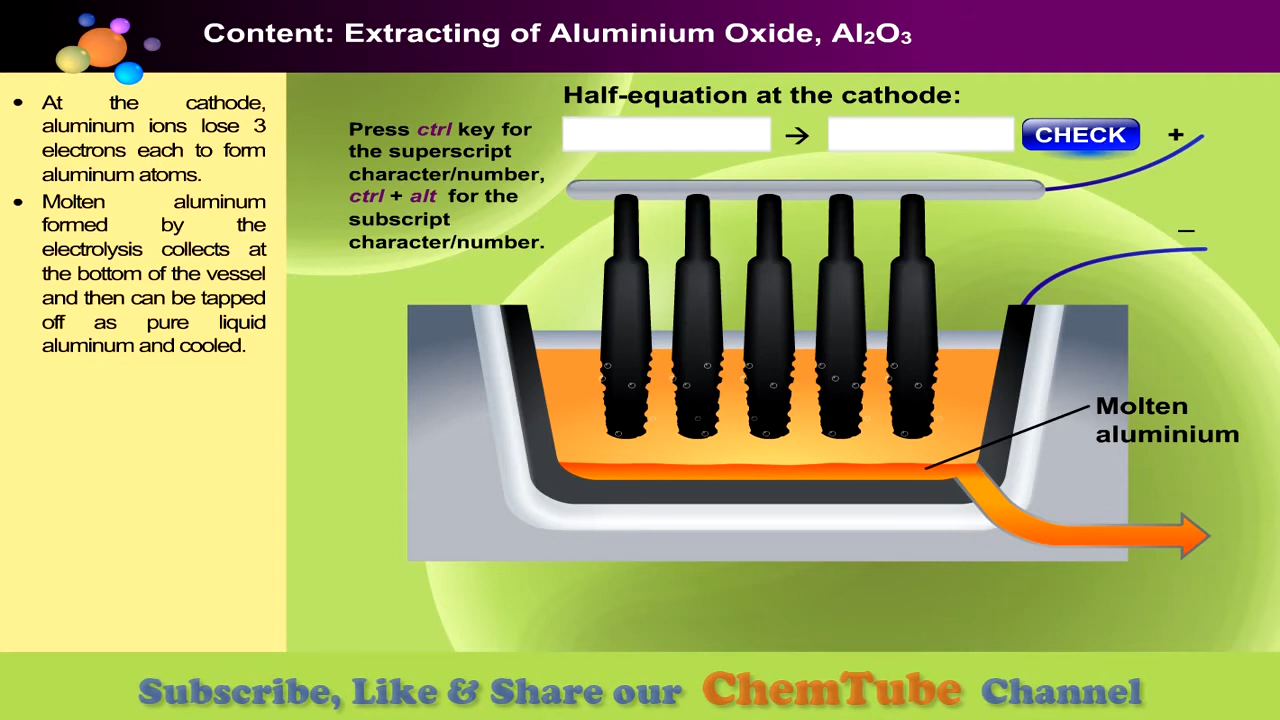 Content: Extracting of Aluminium Oxide, Al₂O₃
• At the cathode,
aluminum ions lose 3
electrons each to form
aluminum atoms.
• Molten aluminum
formed by the
electrolysis collects at
the bottom of the vessel
and then can be tapped
off as pure liquid
aluminum and cooled.
Press ctrl key for
the superscript
character/number,
ctrl + alt for the
subscript
character/number.
Half-equation at the cathode:
→
CHECK
+
−
Molten
aluminium
Subscribe, Like & Share our ChemTube Channel